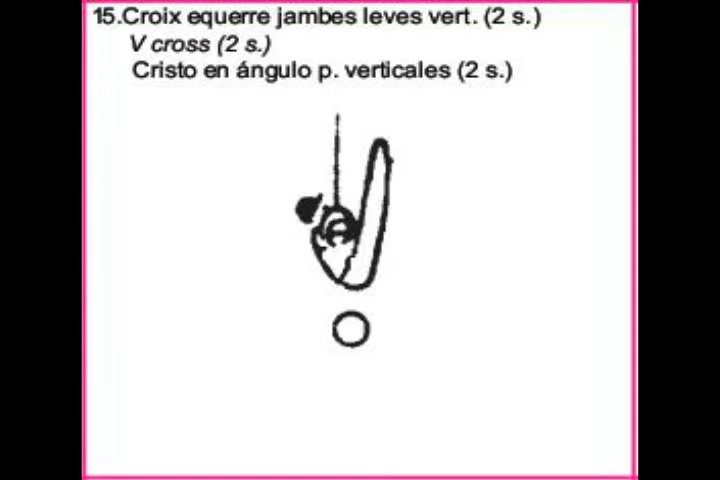 15.Croix equerre jambes leves vert. (2 s.)
V cross (2 s.)
Cristo en ángulo p. verticales (2 s.)